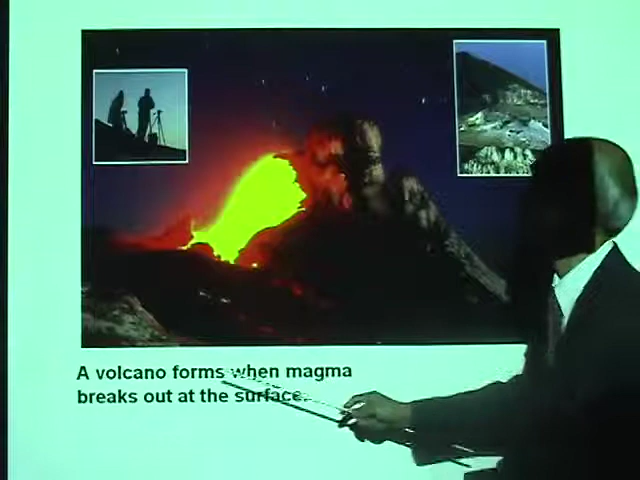 A volcano forms when magma
breaks out at the surface.